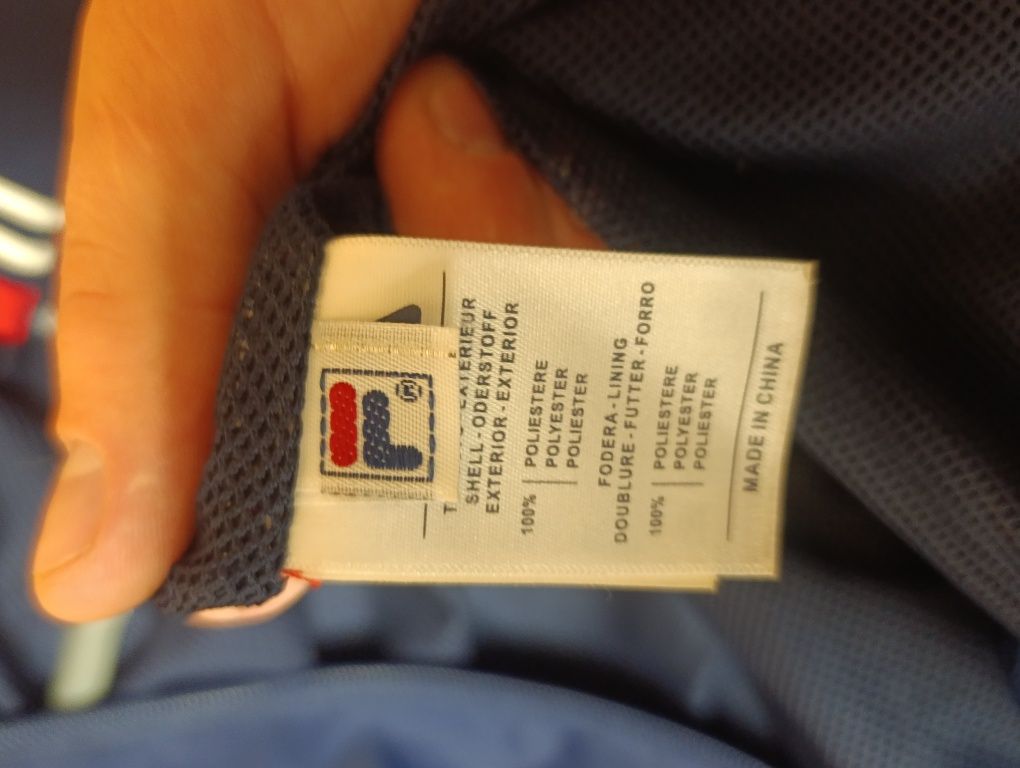 F
®
SHELL - ODERSTOFF
EXTERIOR - EXTERIOR
100% POLIESTERE
POLYESTER
POLIESTER
FODERA - LINING
DOUBLURE - FUTTER - FORRO
100% POLIESTERE
POLYESTER
POLIESTER
MADE IN CHINA